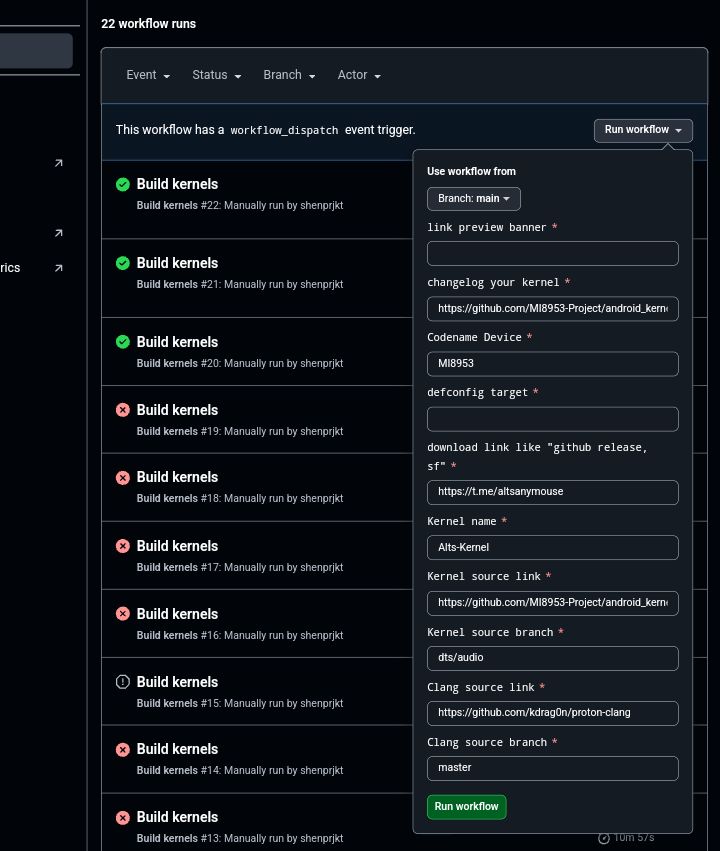 22 workflow runs
Event
Status
Branch
Actor
This workflow has a workflow_dispatch event trigger.
Run workflow
rics
Build kernels
Build kernels #22: Manually run by shenprjkt
Build kernels
Build kernels #21: Manually run by shenprjkt
Build kernels
Build kernels #20: Manually run by shenprjkt
Build kernels
Build kernels #19: Manually run by shenprjkt
Build kernels
Build kernels #18: Manually run by shenprjkt
Build kernels
Build kernels #17: Manually run by shenprjkt
Build kernels
Build kernels #16: Manually run by shenprjkt
Build kernels
Build kernels #15: Manually run by shenprjkt
Build kernels
Build kernels #14: Manually run by shenprjkt
Build kernels
Build kernels #13: Manually run by shenprjkt
Use workflow from
Branch: main
link preview banner *
changelog your kernel *
https://github.com/MI8953-Project/android_kern
Codename Device *
MI8953
defconfig target *
download link like "github release,
sf" *
https://t.me/altsanymouse
Kernel name *
Alts-Kernel
Kernel source link *
https://github.com/MI8953-Project/android_kern
Kernel source branch *
dts/audio
Clang source link *
https://github.com/kdrag0n/proton-clang
Clang source branch *
master
Run workflow
10m 57s